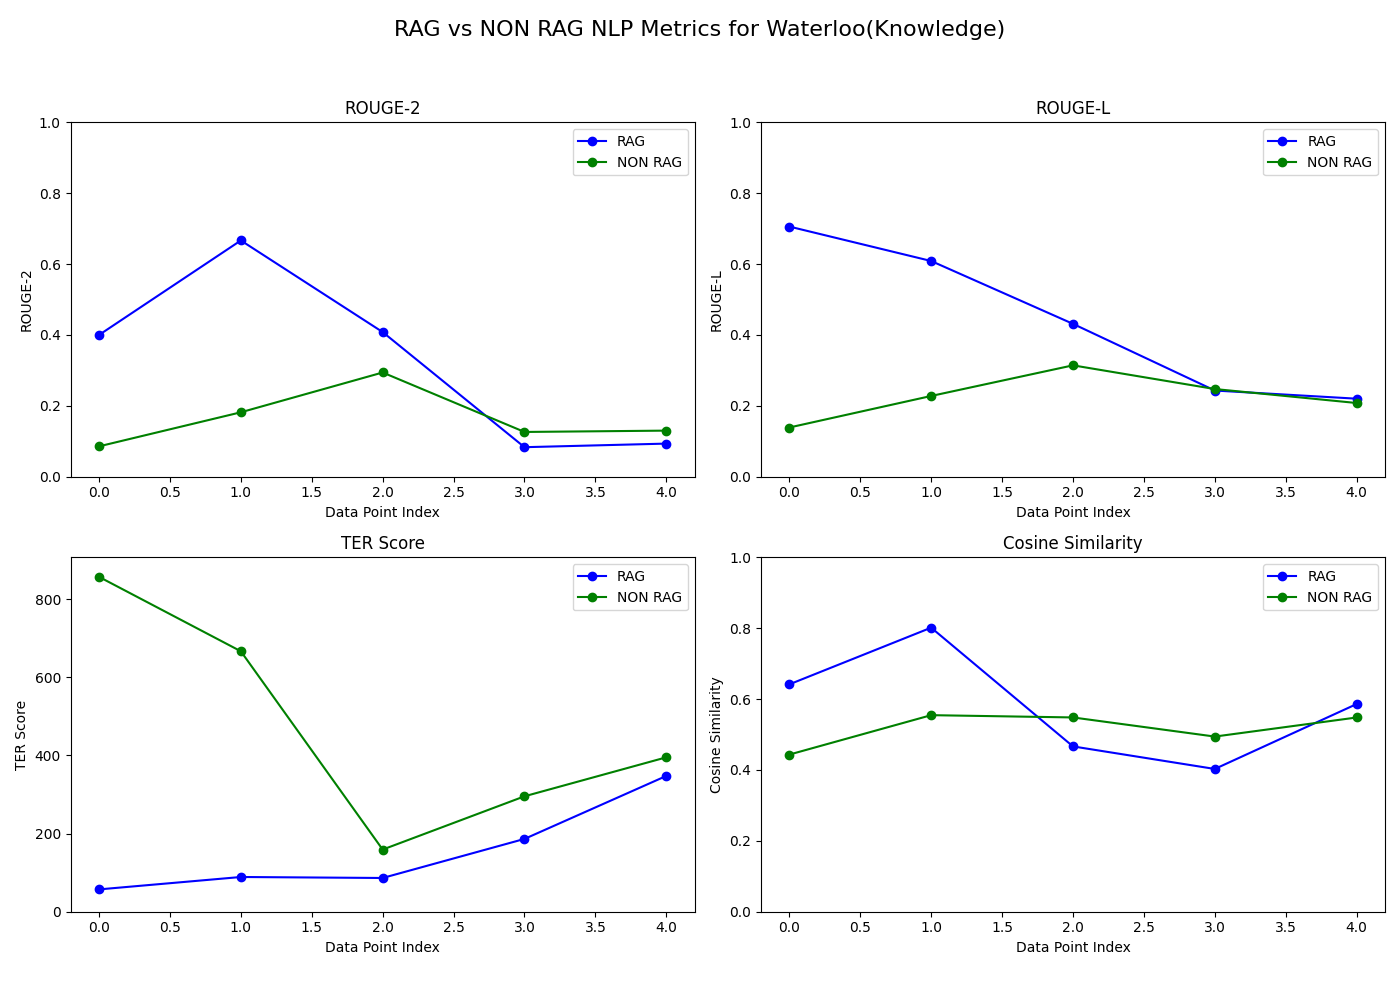 RAG vs NON RAG NLP Metrics for Waterloo(Knowledge)
ROUGE-2
1.0
0.8
0.6
0.4
0.2
0.0
ROUGE-2
RAG
NON RAG
0.0 0.5 1.0 1.5 2.0 2.5 3.0 3.5 4.0
Data Point Index
ROUGE-L
1.0
0.8
0.6
0.4
0.2
0.0
ROUGE-L
RAG
NON RAG
0.0 0.5 1.0 1.5 2.0 2.5 3.0 3.5 4.0
Data Point Index
TER Score
800
600
400
200
0
TER Score
RAG
NON RAG
0.0 0.5 1.0 1.5 2.0 2.5 3.0 3.5 4.0
Data Point Index
Cosine Similarity
1.0
0.8
0.6
0.4
0.2
0.0
Cosine Similarity
RAG
NON RAG
0.0 0.5 1.0 1.5 2.0 2.5 3.0 3.5 4.0
Data Point Index